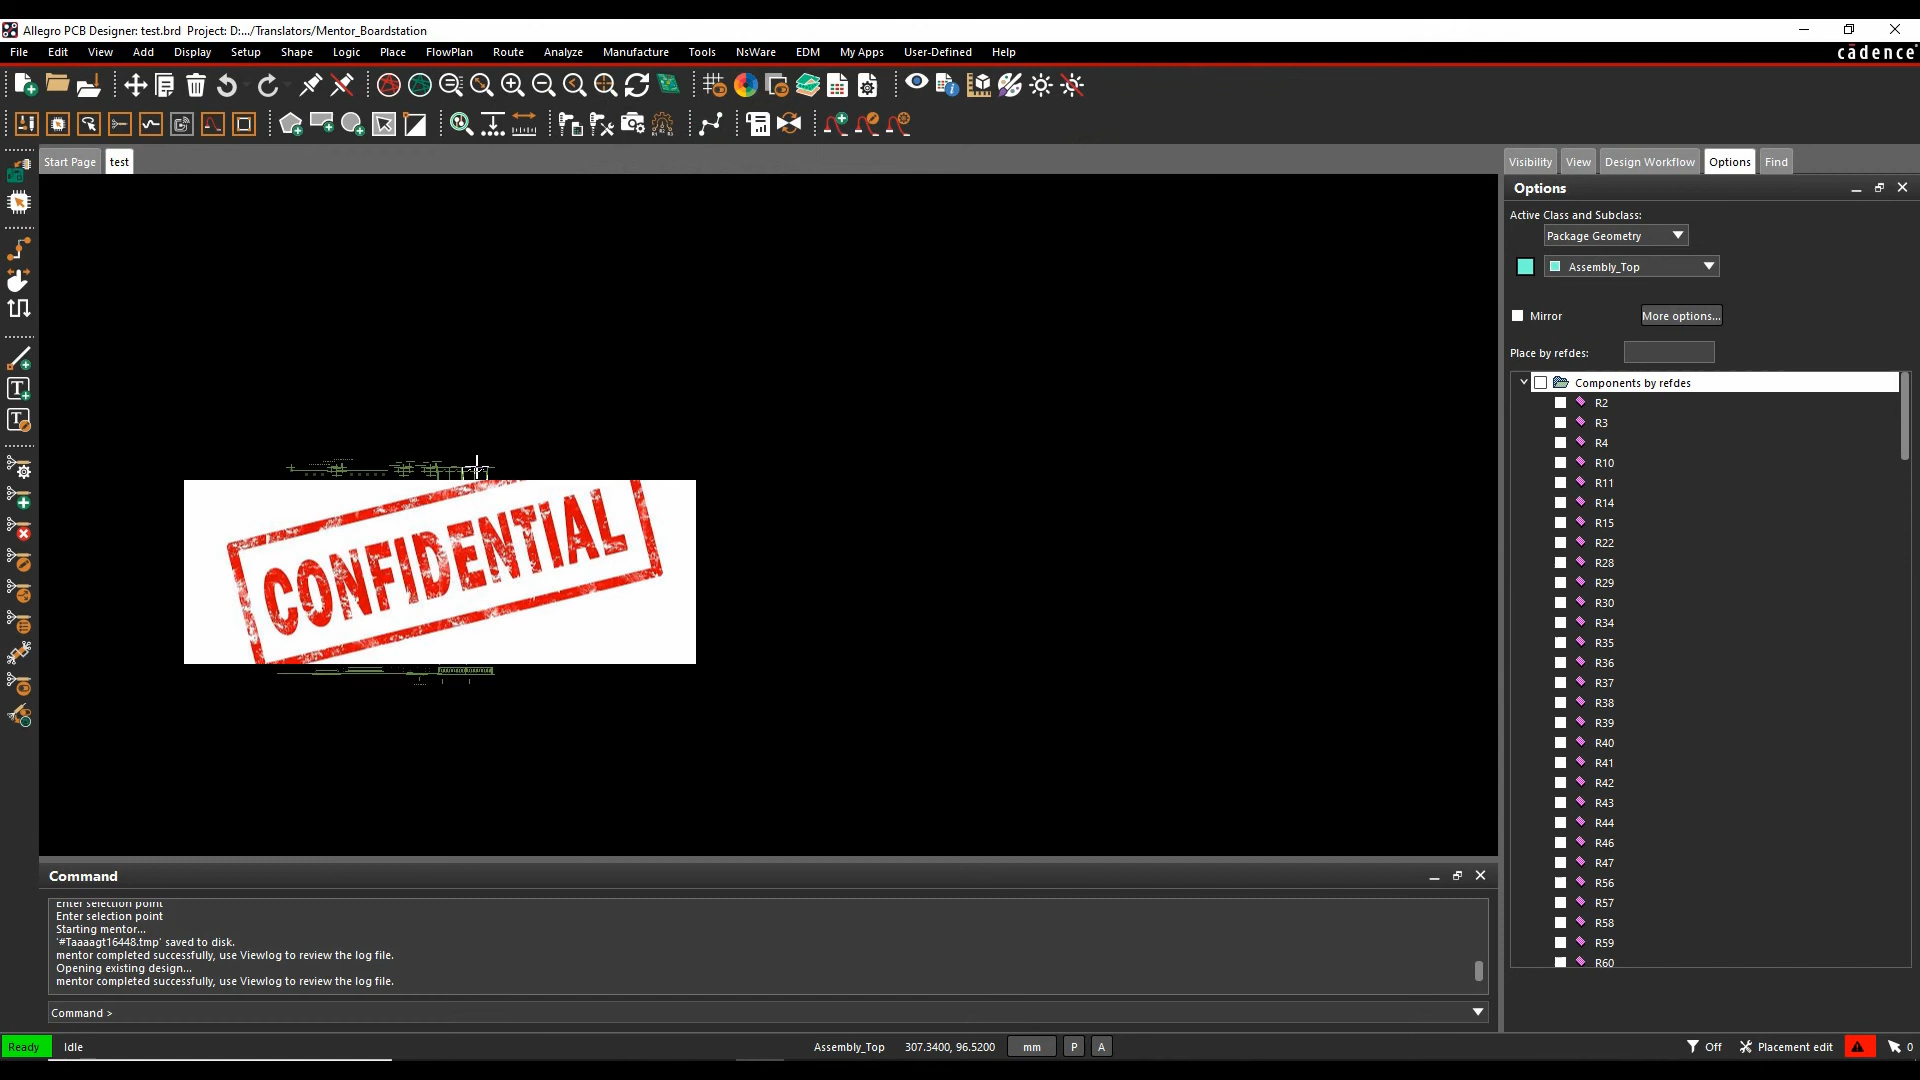 Allegro PCB Designer: test.brd  Project: D:.../Translators/Mentor_Boardstation
File Edit View Add Display Setup Shape Logic Place FlowPlan Route Analyze Manufacture Tools NsWare EDM My Apps User-Defined Help
cādence
Start Page test
Visibility View Design Workflow Options Find
Options
Active Class and Subclass:
Package Geometry
Assembly_Top
Mirror More options...
Place by refdes:
Components by refdes
R2
R3
R4
R10
R11
R14
R15
R22
R28
R29
R30
R34
R35
R36
R37
R38
R39
R40
R41
R42
R43
R44
R46
R47
R56
R57
R58
R59
R60
CONFIDENTIAL
Command
Enter selection point
Enter selection point
Starting mentor...
'#Taaaagt16448.tmp' saved to disk.
mentor completed successfully, use Viewlog to review the log file.
Opening existing design...
mentor completed successfully, use Viewlog to review the log file.
Command >
Ready Idle Assembly_Top 307.3400, 96.5200 mm P A Off Placement edit 0